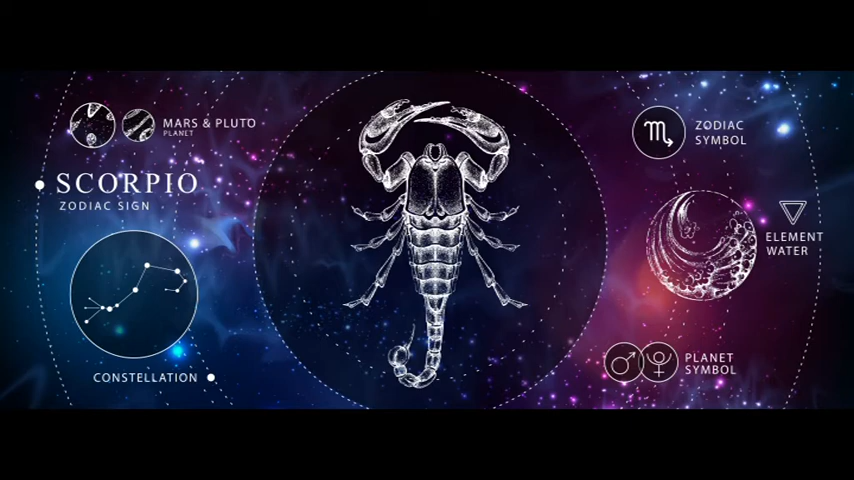 MARS & PLUTO
PLANET
SCORPIO
ZODIAC SIGN
CONSTELLATION
ZODIAC
SYMBOL
ELEMENT
WATER
PLANET
SYMBOL